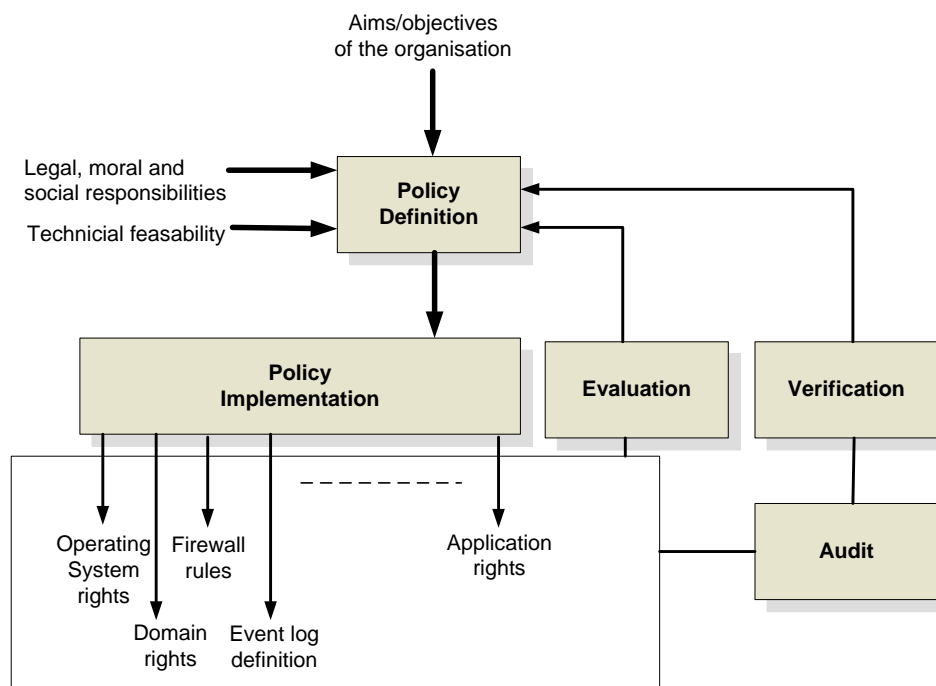 Aims/objectives
of the organisation
Legal, moral and
social responsibilities
Technicial feasability
Policy
Definition
Policy
Implementation
Evaluation
Verification
Operating
System
rights
Firewall
rules
Application
rights
Audit
Domain
rights
Event log
definition